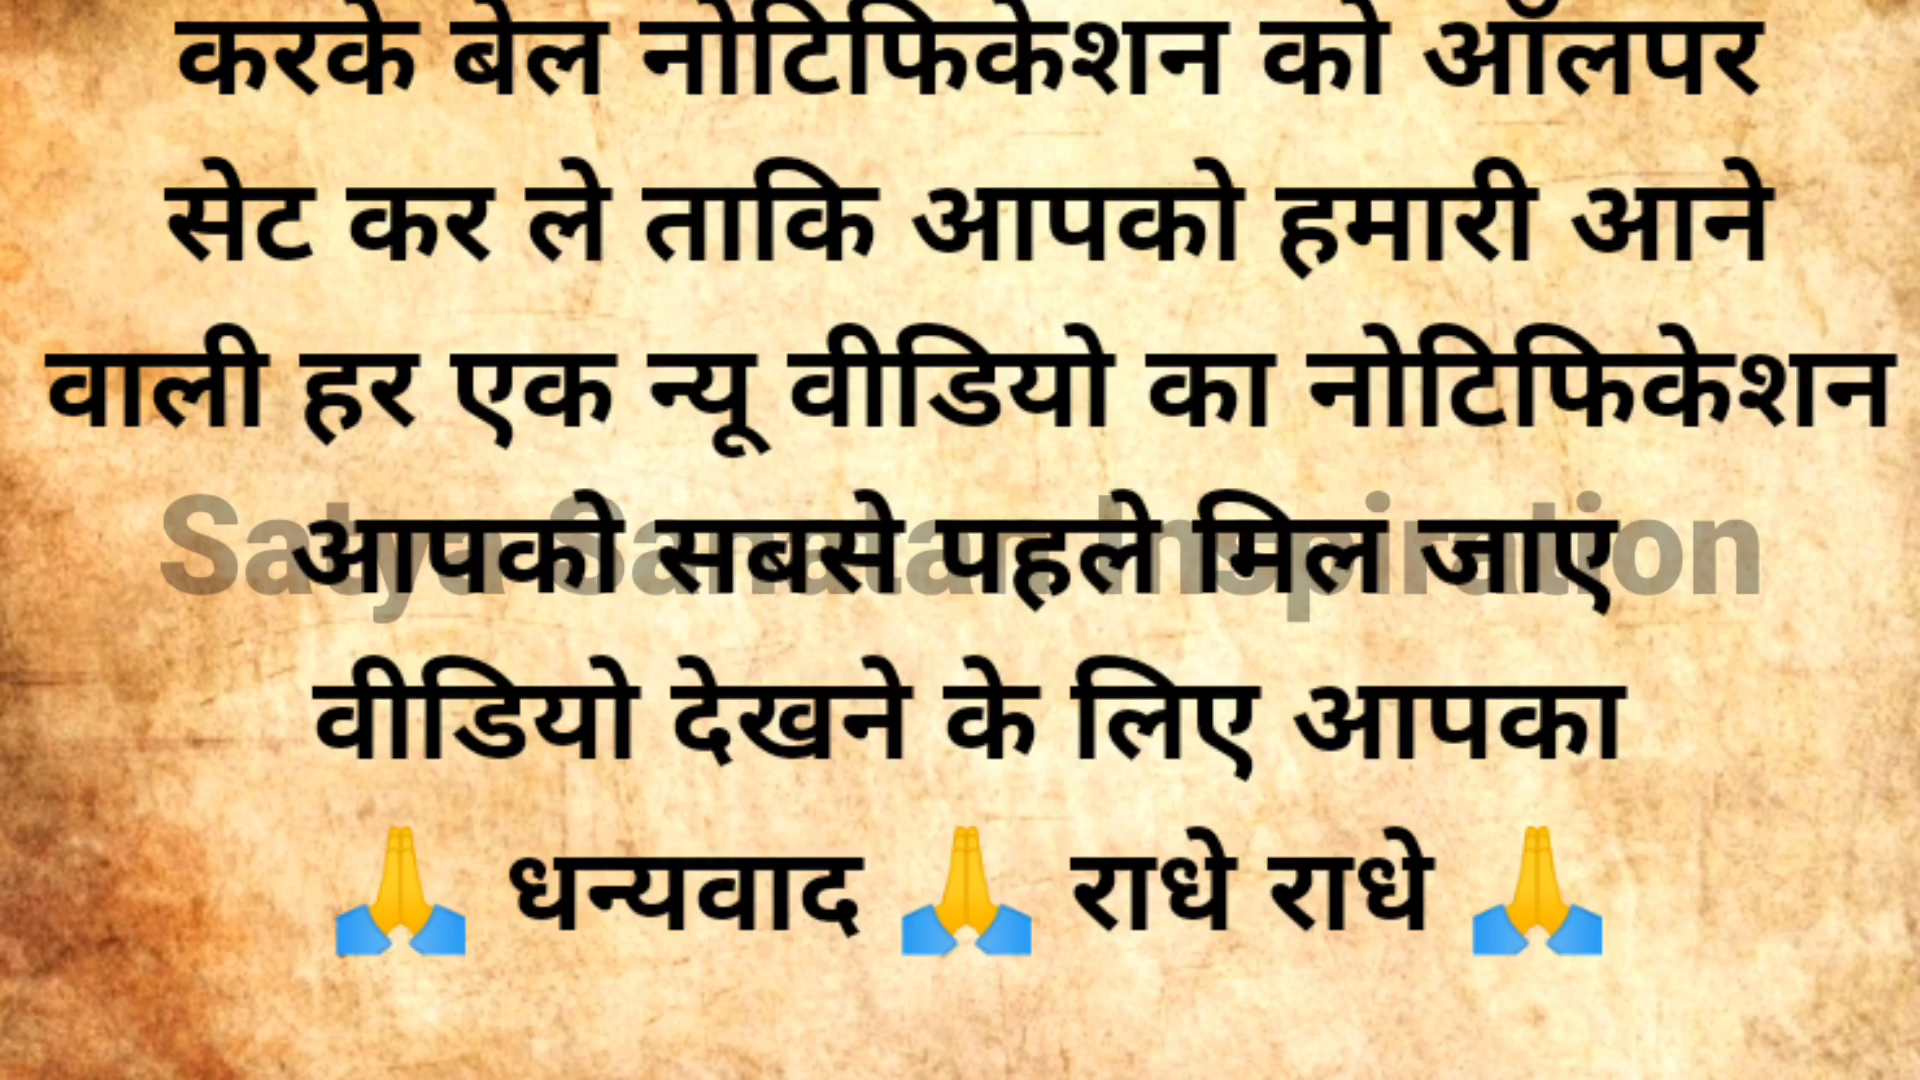 करके बेल नोटिफिकेशन को ऑलपर
सेट कर ले ताकि आपको हमारी आने
वाली हर एक न्यू वीडियो का नोटिफिकेशन
आपको सबसे पहले मिल जाए
Satya Sanatan Inspiration
वीडियो देखने के लिए आपका
🙏 धन्यवाद 🙏 राधे राधे 🙏